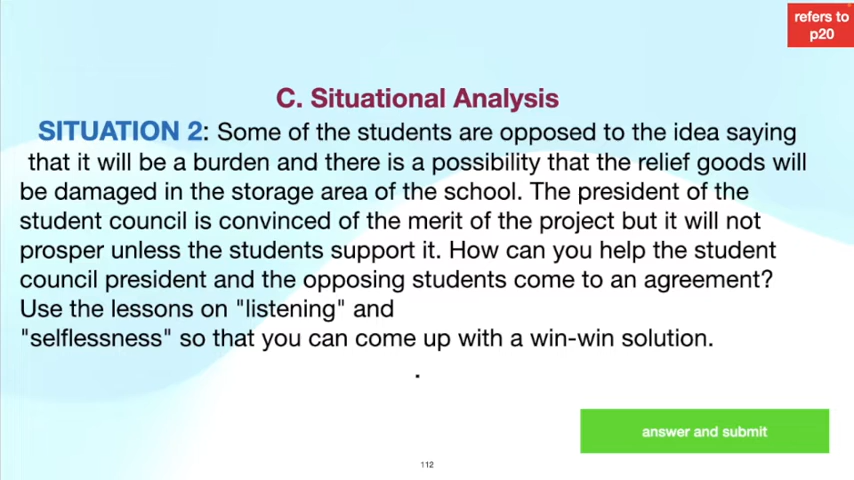 refers to
p20
C. Situational Analysis
SITUATION 2: Some of the students are opposed to the idea saying
that it will be a burden and there is a possibility that the relief goods will
be damaged in the storage area of the school. The president of the
student council is convinced of the merit of the project but it will not
prosper unless the students support it. How can you help the student
council president and the opposing students come to an agreement?
Use the lessons on "listening" and
"selflessness" so that you can come up with a win-win solution.
.
answer and submit
112